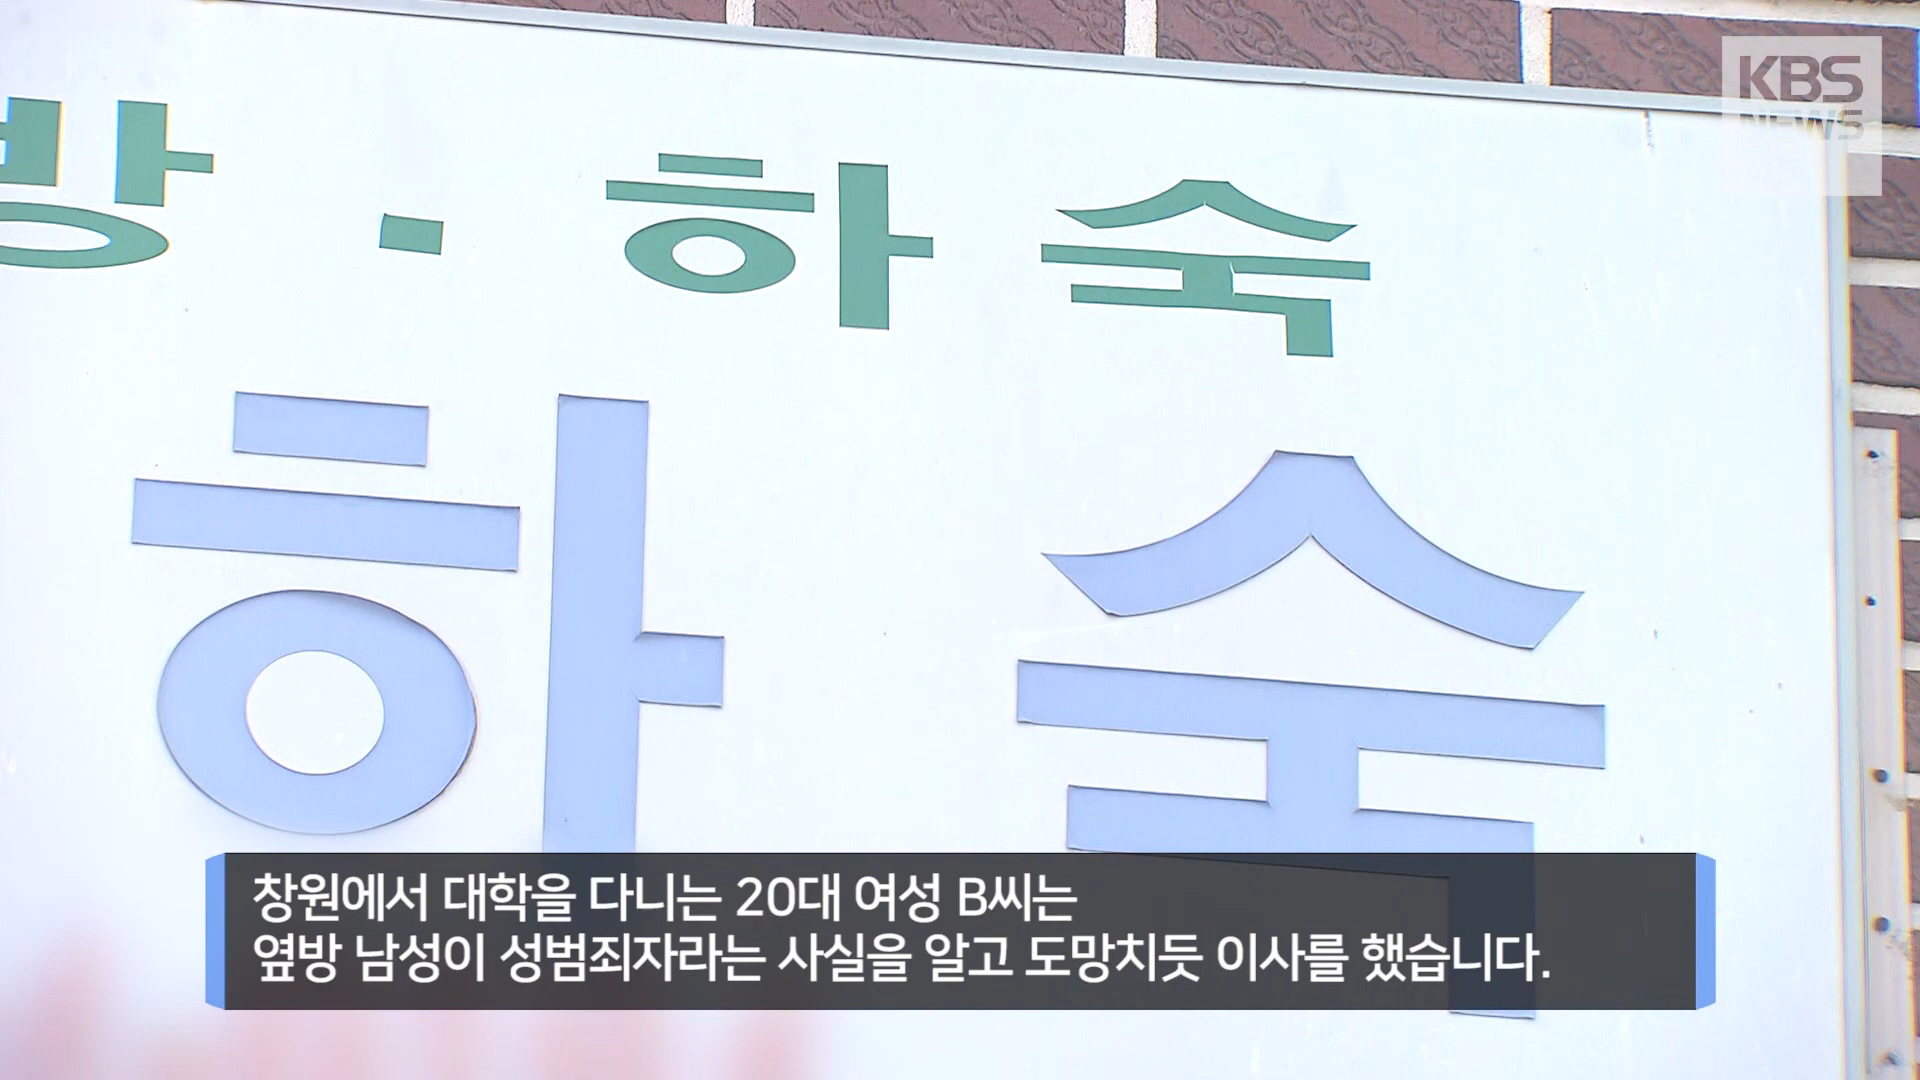 방 · 하숙
하숙
KBS
NEWS
창원에서 대학을 다니는 20대 여성 B씨는
옆방 남성이 성범죄자라는 사실을 알고 도망치듯 이사를 했습니다.